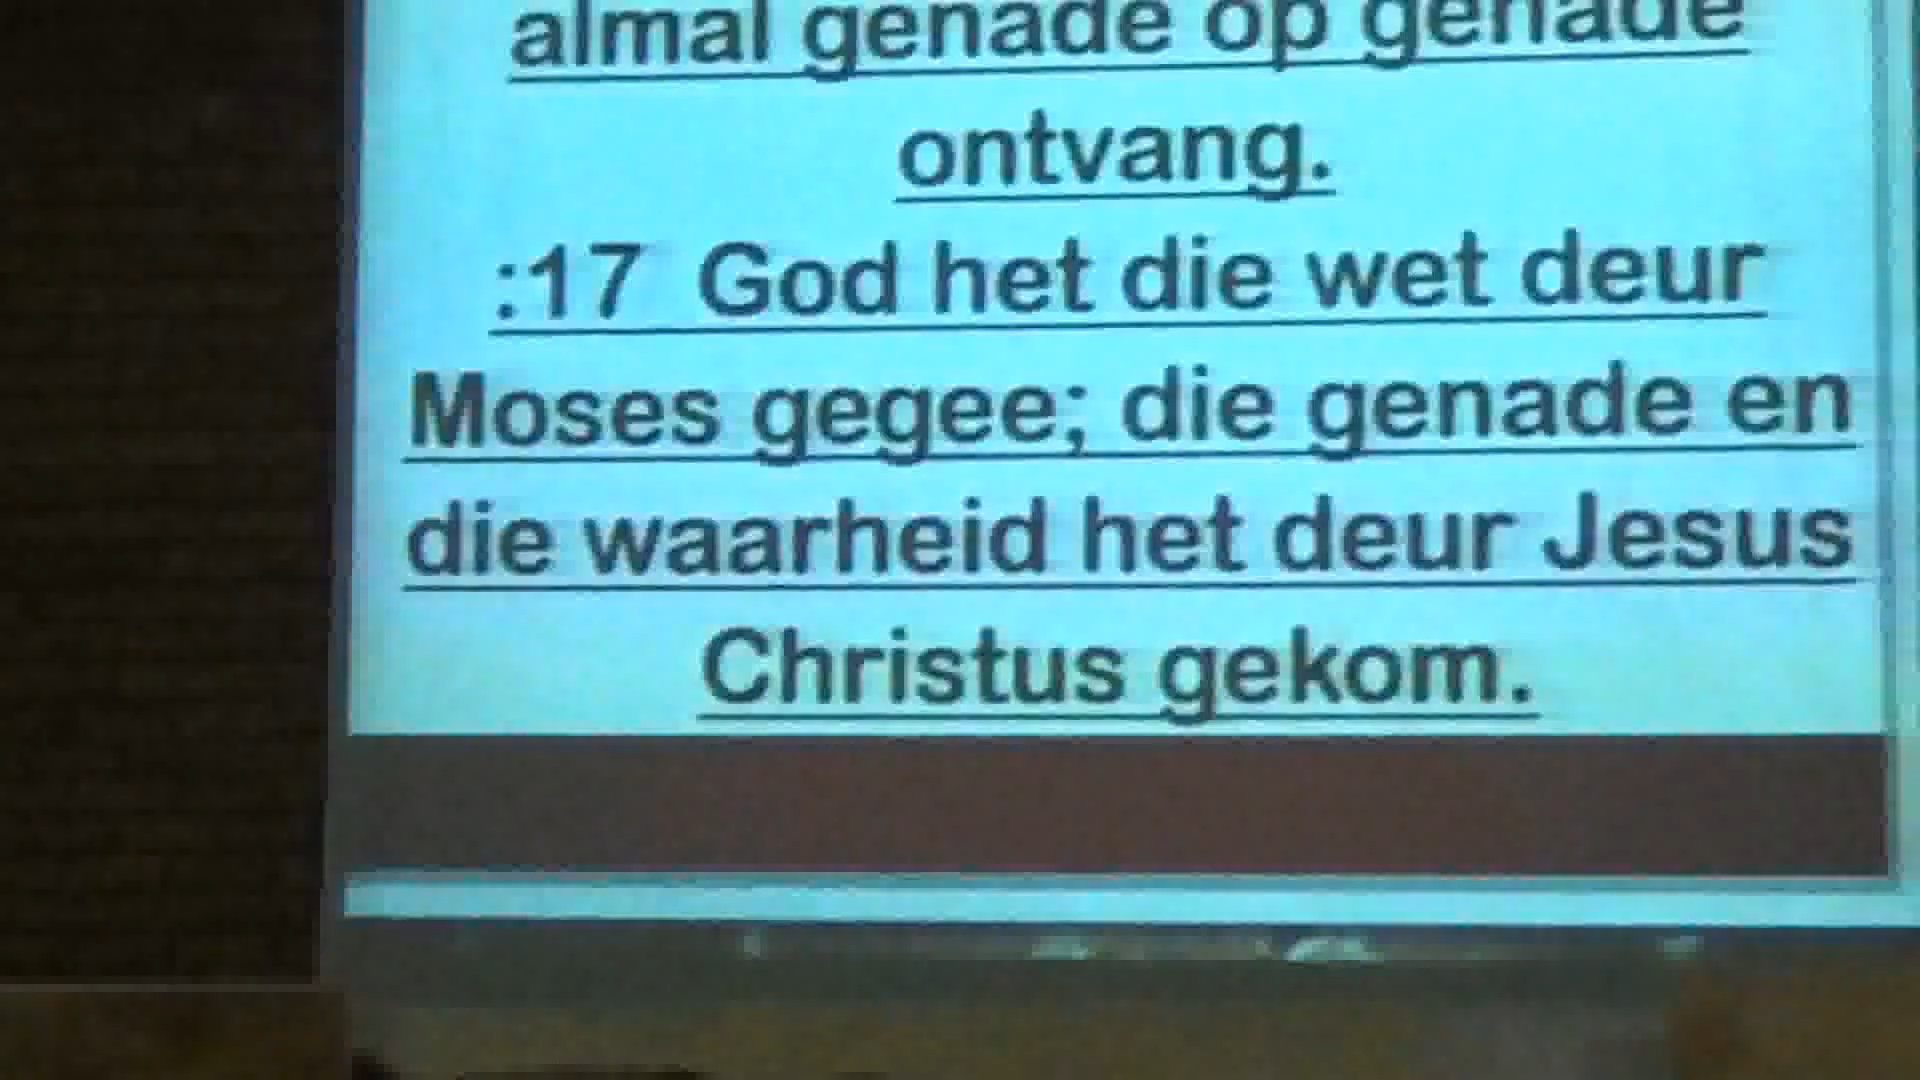 almal genade op genade
ontvang.
:17 God het die wet deur
Moses gegee; die genade en
die waarheid het deur Jesus
Christus gekom.